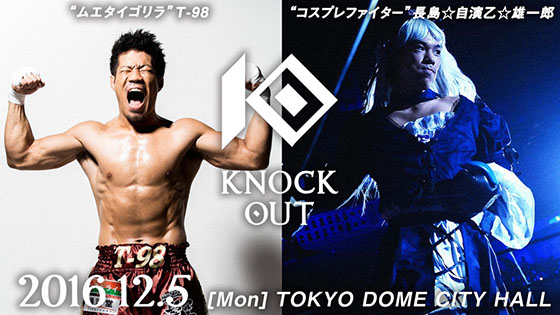 “ムエタイゴリラ” T-98
“コスプレファイター” 長島☆自演乙☆雄一郎
KNOCK
OUT
T-98
2016.12.5 [Mon] TOKYO DOME CITY HALL